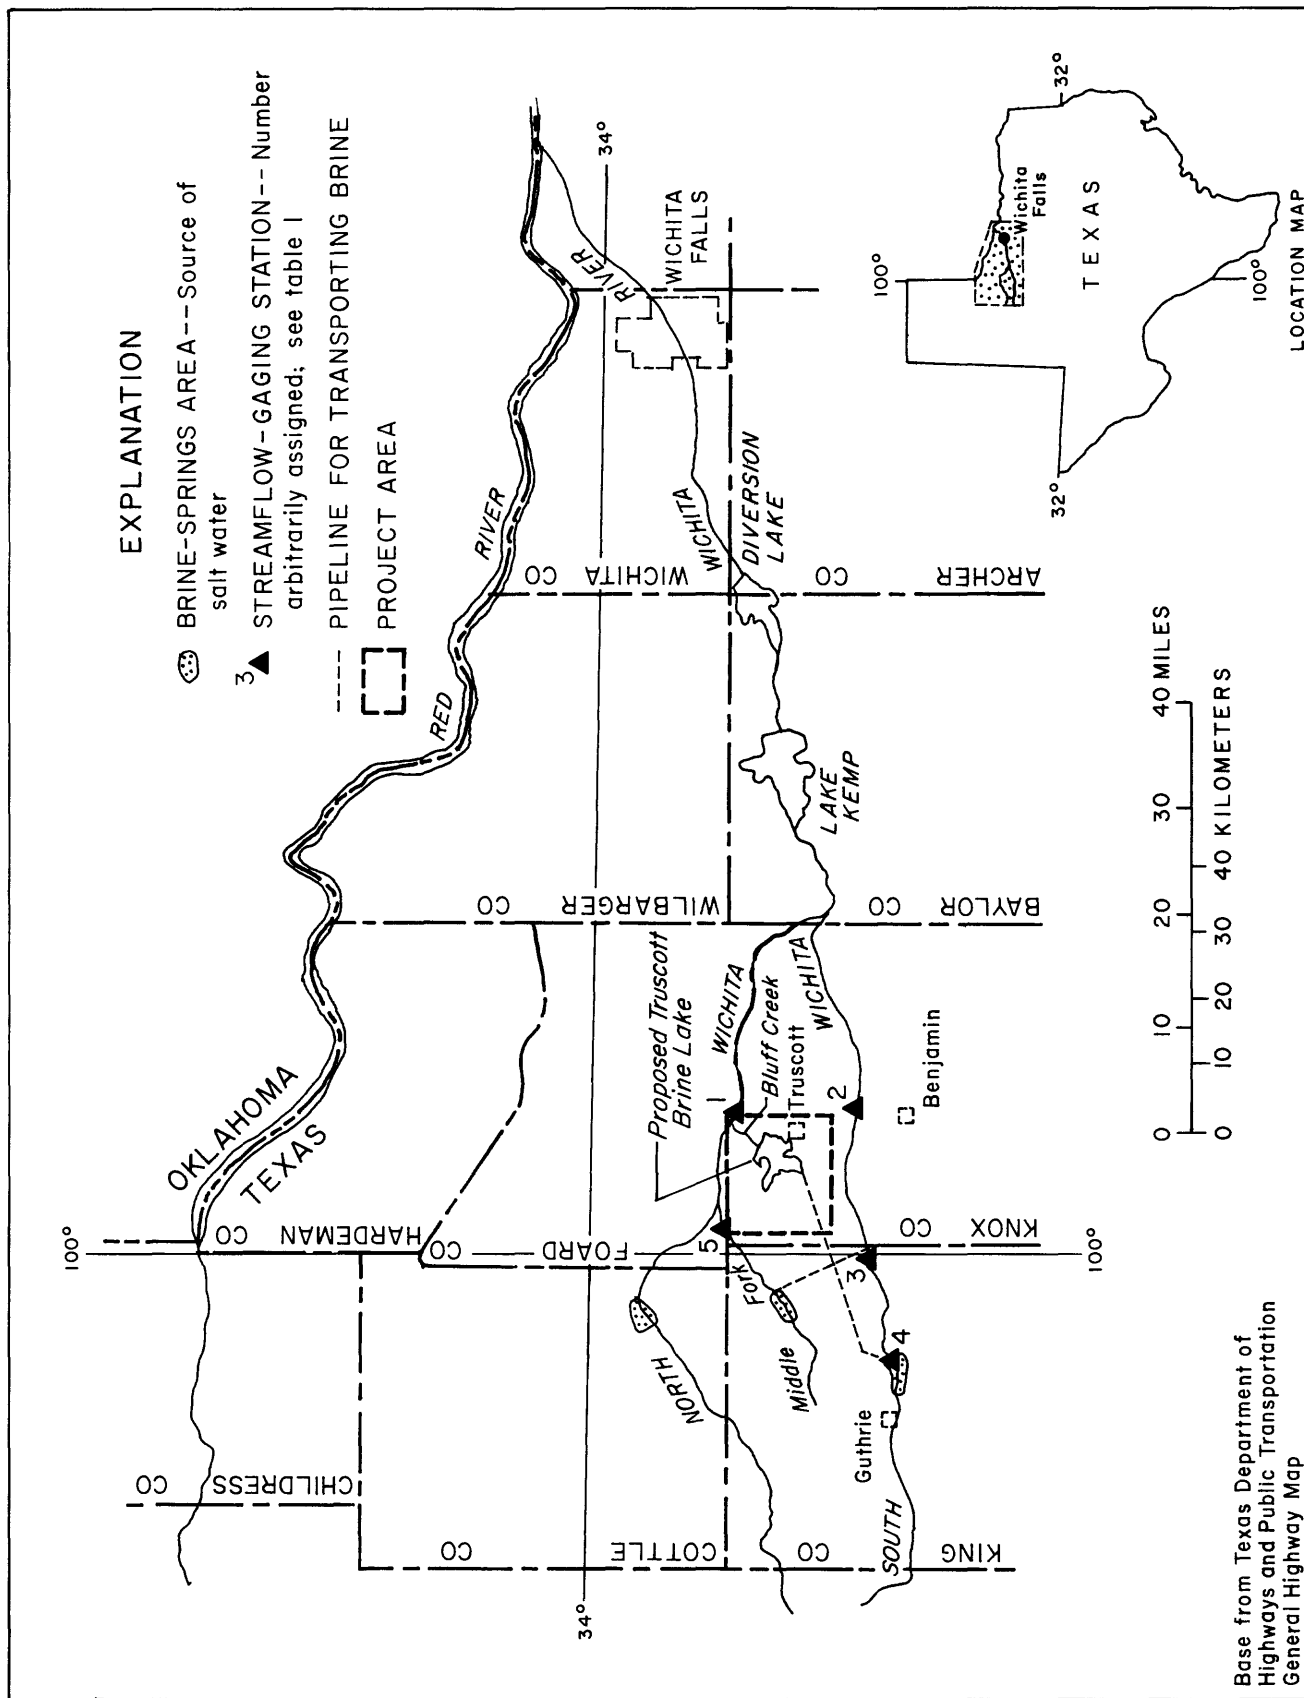 EXPLANATION
BRINE-SPRINGS AREA--Source of
salt water
3
STREAMFLOW-GAGING STATION--Number
arbitrarily assigned; see table 1
PIPELINE FOR TRANSPORTING BRINE
PROJECT AREA
100°
OKLAHOMA
TEXAS
RED
RIVER
CHILDRESS CO
HARDEMAN CO
COTTLE CO
FOARD CO
WILBARGER CO
WICHITA CO
34°
34°
RIVER
WICHITA
FALLS
NORTH
Fork
Middle
5
Proposed Truscott
Brine Lake
1
WICHITA
Bluff Creek
Truscott
WICHITA
2
Benjamin
3
4
Guthrie
SOUTH
KING CO
KNOX CO
BAYLOR CO
ARCHER CO
LAKE
KEMP
DIVERSION
LAKE
WICHITA
100°
0 10 20 30 40 MILES
0 10 20 30 40 KILOMETERS
100°
32°
Wichita
Falls
TEXAS
32°
100°
LOCATION MAP
Base from Texas Department of
Highways and Public Transportation
General Highway Map